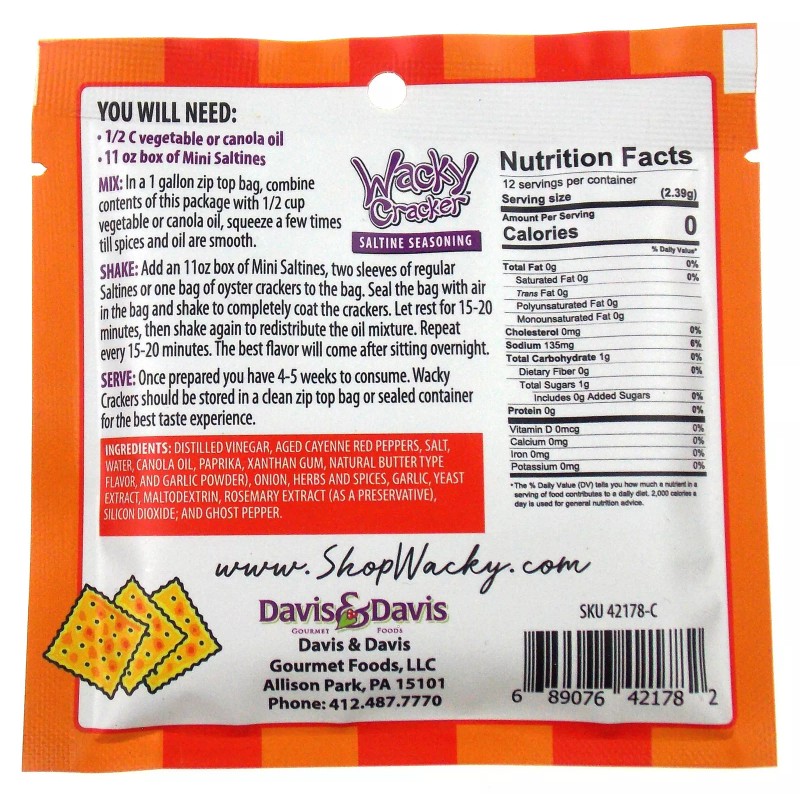 YOU WILL NEED:
• 1/2 C vegetable or canola oil
• 11 oz box of Mini Saltines
MIX: In a 1 gallon zip top bag, combine
contents of this package with 1/2 cup
vegetable or canola oil, squeeze a few times
till spices and oil are smooth.
Wacky
Cracker™
SALTINE SEASONING
SHAKE: Add an 11oz box of Mini Saltines, two sleeves of regular
Saltines or one bag of oyster crackers to the bag. Seal the bag with air
in the bag and shake to completely coat the crackers. Let rest for 15-20
minutes, then shake again to redistribute the oil mixture. Repeat
every 15-20 minutes. The best flavor will come after sitting overnight.
SERVE: Once prepared you have 4-5 weeks to consume. Wacky
Crackers should be stored in a clean zip top bag or sealed container
for the best taste experience.
INGREDIENTS: DISTILLED VINEGAR, AGED CAYENNE RED PEPPERS, SALT,
WATER, CANOLA OIL, PAPRIKA, XANTHAN GUM, NATURAL BUTTER TYPE
FLAVOR, AND GARLIC POWDER), ONION, HERBS AND SPICES, GARLIC, YEAST
EXTRACT, MALTODEXTRIN, ROSEMARY EXTRACT (AS A PRESERVATIVE),
SILICON DIOXIDE; AND GHOST PEPPER.
Nutrition Facts
12 servings per container
Serving size (2.39g)
Amount Per Serving
Calories 0
% Daily Value*
Total Fat 0g 0%
Saturated Fat 0g 0%
Trans Fat 0g
Polyunsaturated Fat 0g
Monounsaturated Fat 0g
Cholesterol 0mg 0%
Sodium 135mg 6%
Total Carbohydrate 1g 0%
Dietary Fiber 0g 0%
Total Sugars 1g
Includes 0g Added Sugars 0%
Protein 0g 0%
Vitamin D 0mcg 0%
Calcium 0mg 0%
Iron 0mg 0%
Potassium 0mg 0%
*The % Daily Value (DV) tells you how much a nutrient in a
serving of food contributes to a daily diet. 2,000 calories a
day is used for general nutrition advice.
www.ShopWacky.com
Davis&Davis
GOURMET FOODS
Davis & Davis
Gourmet Foods, LLC
Allison Park, PA 15101
Phone: 412.487.7770
SKU 42178-C
6 89076 42178 2